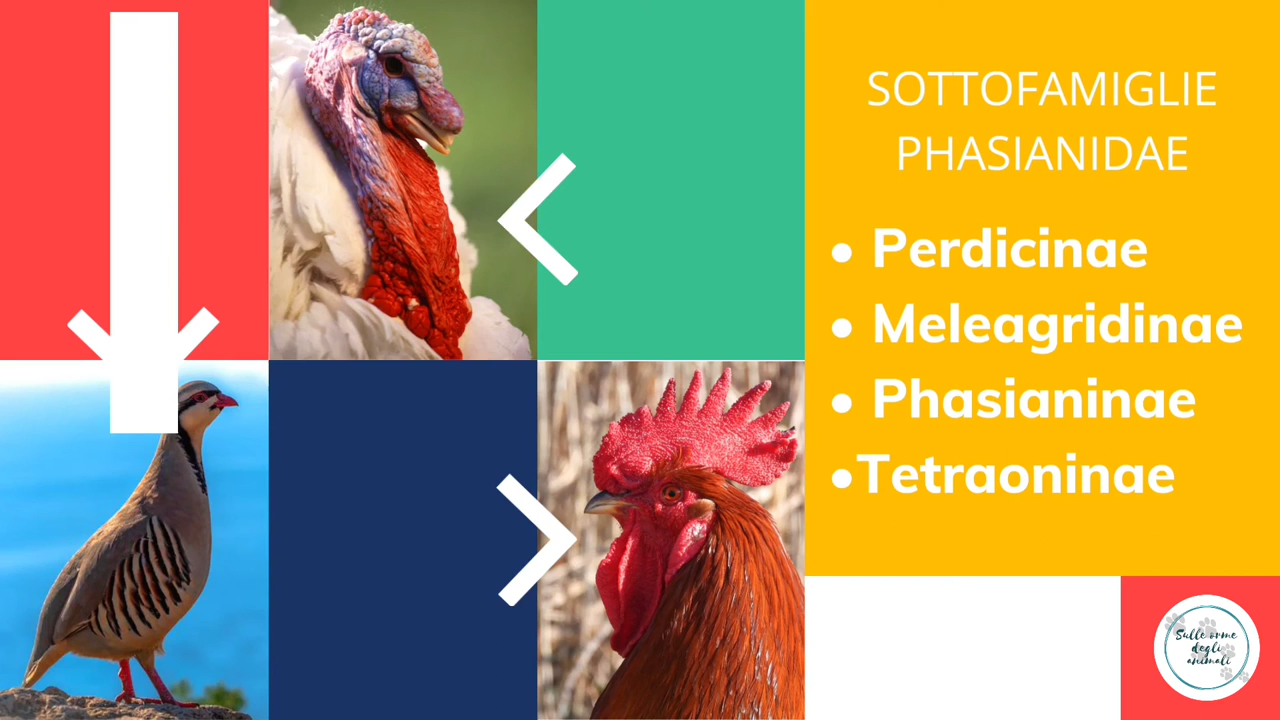 SOTTOFAMIGLIE
PHASIANIDAE
• Perdicinae
• Meleagridinae
• Phasianinae
•Tetraoninae
Sulle orme
degli
animali